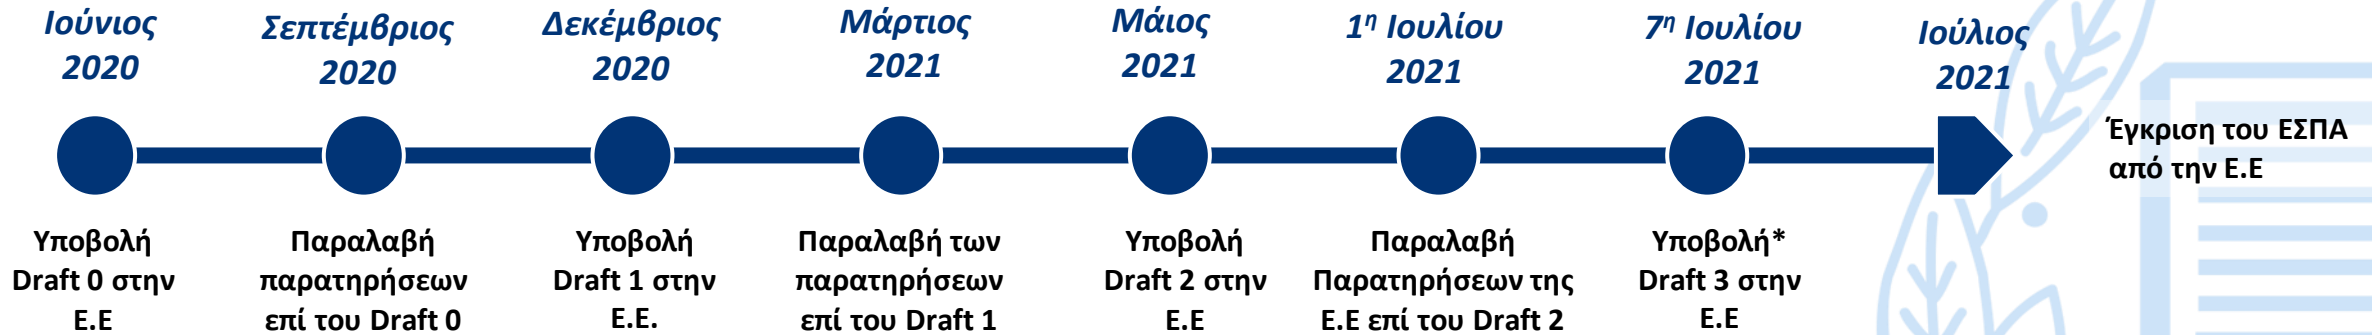 Ιούνιος
2020
Σεπτέμβριος
2020
Δεκέμβριος
2020
Μάρτιος
2021
Μάιος
2021
1η Ιουλίου
2021
7η Ιουλίου
2021
Ιούλιος
2021
Υποβολή
Draft 0 στην
Ε.Ε
Παραλαβή
παρατηρήσεων
επί του Draft 0
Υποβολή
Draft 1 στην
Ε.Ε.
Παραλαβή των
παρατηρήσεων
επί του Draft 1
Υποβολή
Draft 2 στην
Ε.Ε
Παραλαβή
Παρατηρήσεων της
Ε.Ε επί του Draft 2
Υποβολή*
Draft 3 στην
Ε.Ε
Έγκριση του ΕΣΠΑ
από την Ε.Ε